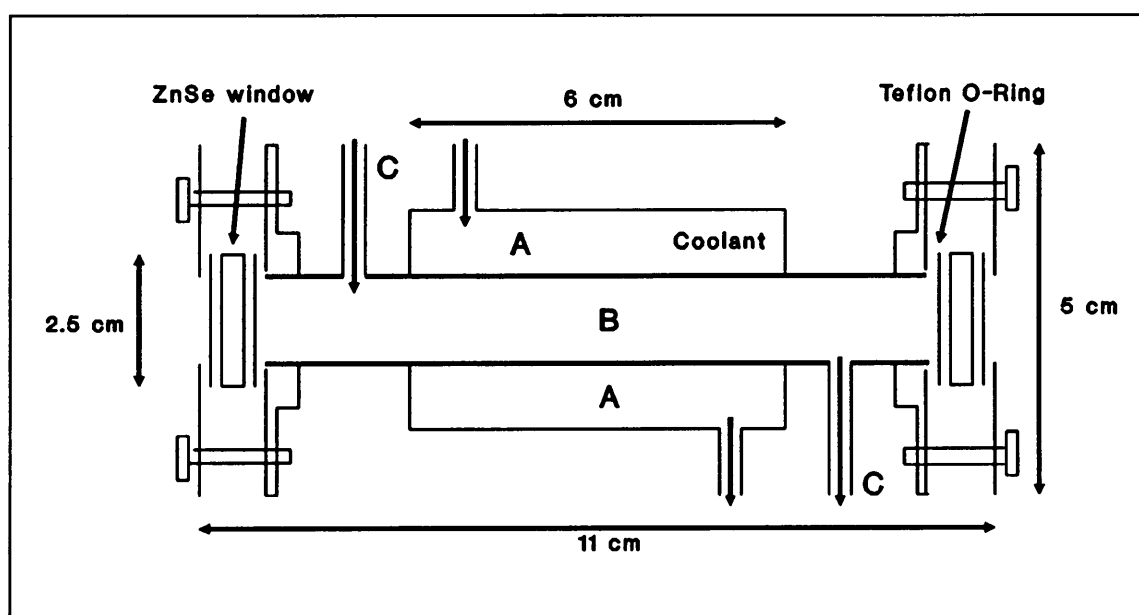 ZnSe window
6 cm
Teflon O-Ring
C
A
Coolant
2.5 cm
B
5 cm
A
C
11 cm